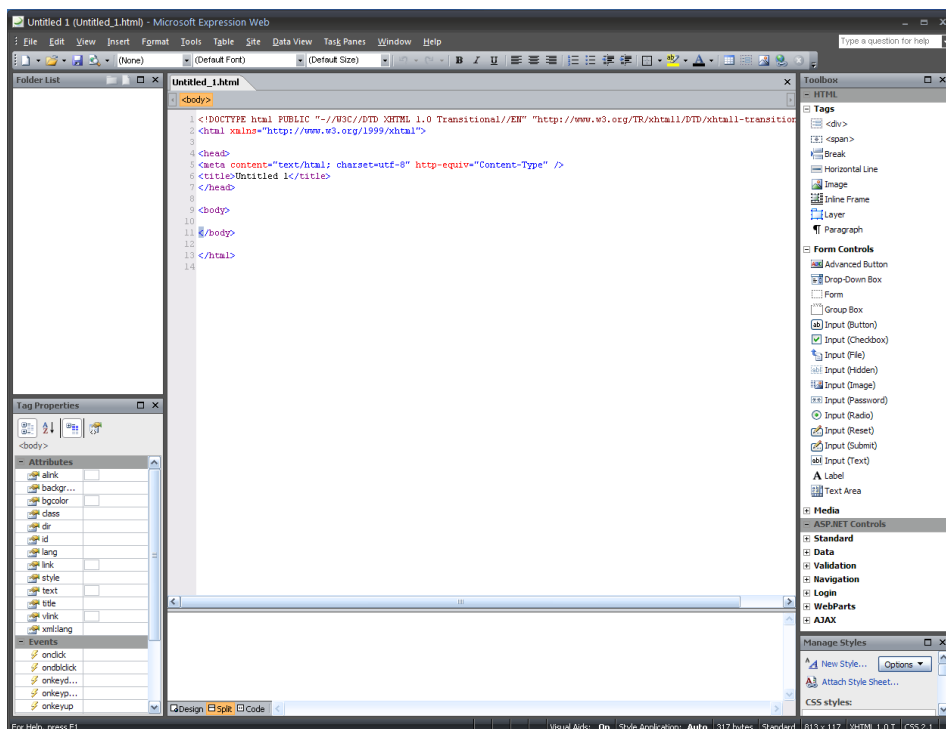 Untitled 1 (Untitled_1.html) - Microsoft Expression Web
File Edit View Insert Format Tools Table Site Data View Task Panes Window Help
Type a question for help
(None) (Default Font) (Default Size) B I U A
Folder List
Untitled_1.html
<body>
1 <!DOCTYPE html PUBLIC "-//W3C//DTD XHTML 1.0 Transitional//EN" "http://www.w3.org/TR/xhtml1/DTD/xhtml1-transition
2 <html xmlns="http://www.w3.org/1999/xhtml">
3
4 <head>
5 <meta content="text/html; charset=utf-8" http-equiv="Content-Type" />
6 <title>Untitled 1</title>
7 </head>
8
9 <body>
10
11 </body>
12
13 </html>
14
Design Split Code
Tag Properties
<body>
Attributes
alink
backgr...
bgcolor
class
dir
id
lang
link
style
text
title
vlink
xml:lang
Events
onclick
ondblclick
onkeyd...
onkeyp...
onkeyup
Toolbox
HTML
Tags
<div>
<span>
Break
Horizontal Line
Image
Inline Frame
Layer
Paragraph
Form Controls
Advanced Button
Drop-Down Box
Form
Group Box
Input (Button)
Input (Checkbox)
Input (File)
Input (Hidden)
Input (Image)
Input (Password)
Input (Radio)
Input (Reset)
Input (Submit)
Input (Text)
Label
Text Area
Media
ASP.NET Controls
Standard
Data
Validation
Navigation
Login
WebParts
AJAX
Manage Styles
New Style... Options
Attach Style Sheet...
CSS styles:
For Help, press F1
Visual Aids: On Style Application: Auto 317 bytes Standard 813 x 117 XHTML 1.0 T CSS 2.1